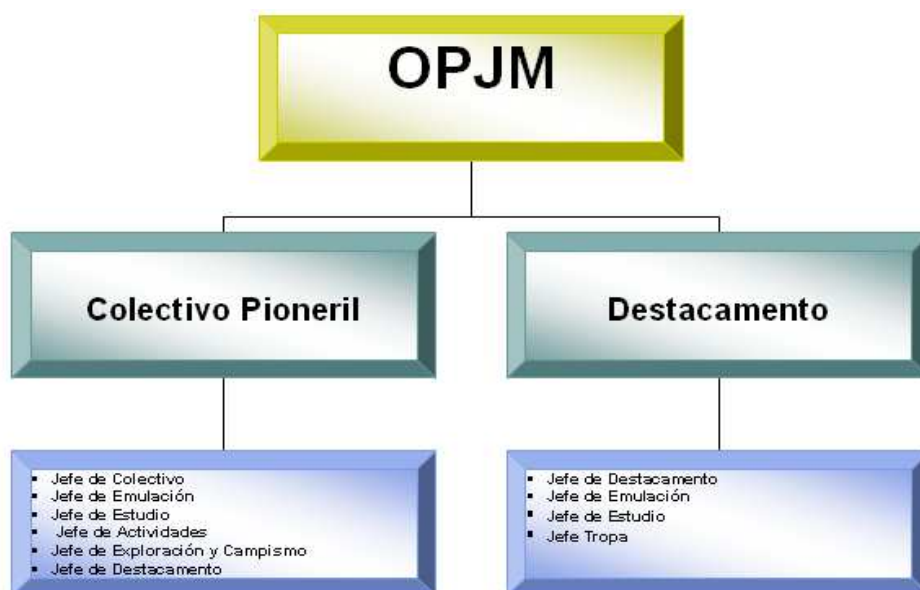 OPJM
Colectivo Pioneril
Destacamento
▪ Jefe de Colectivo
▪ Jefe de Emulación
▪ Jefe de Estudio
▪ Jefe de Actividades
▪ Jefe de Exploración y Campismo
▪ Jefe de Destacamento
▪ Jefe de Destacamento
▪ Jefe de Emulación
▪ Jefe de Estudio
▪ Jefe Tropa